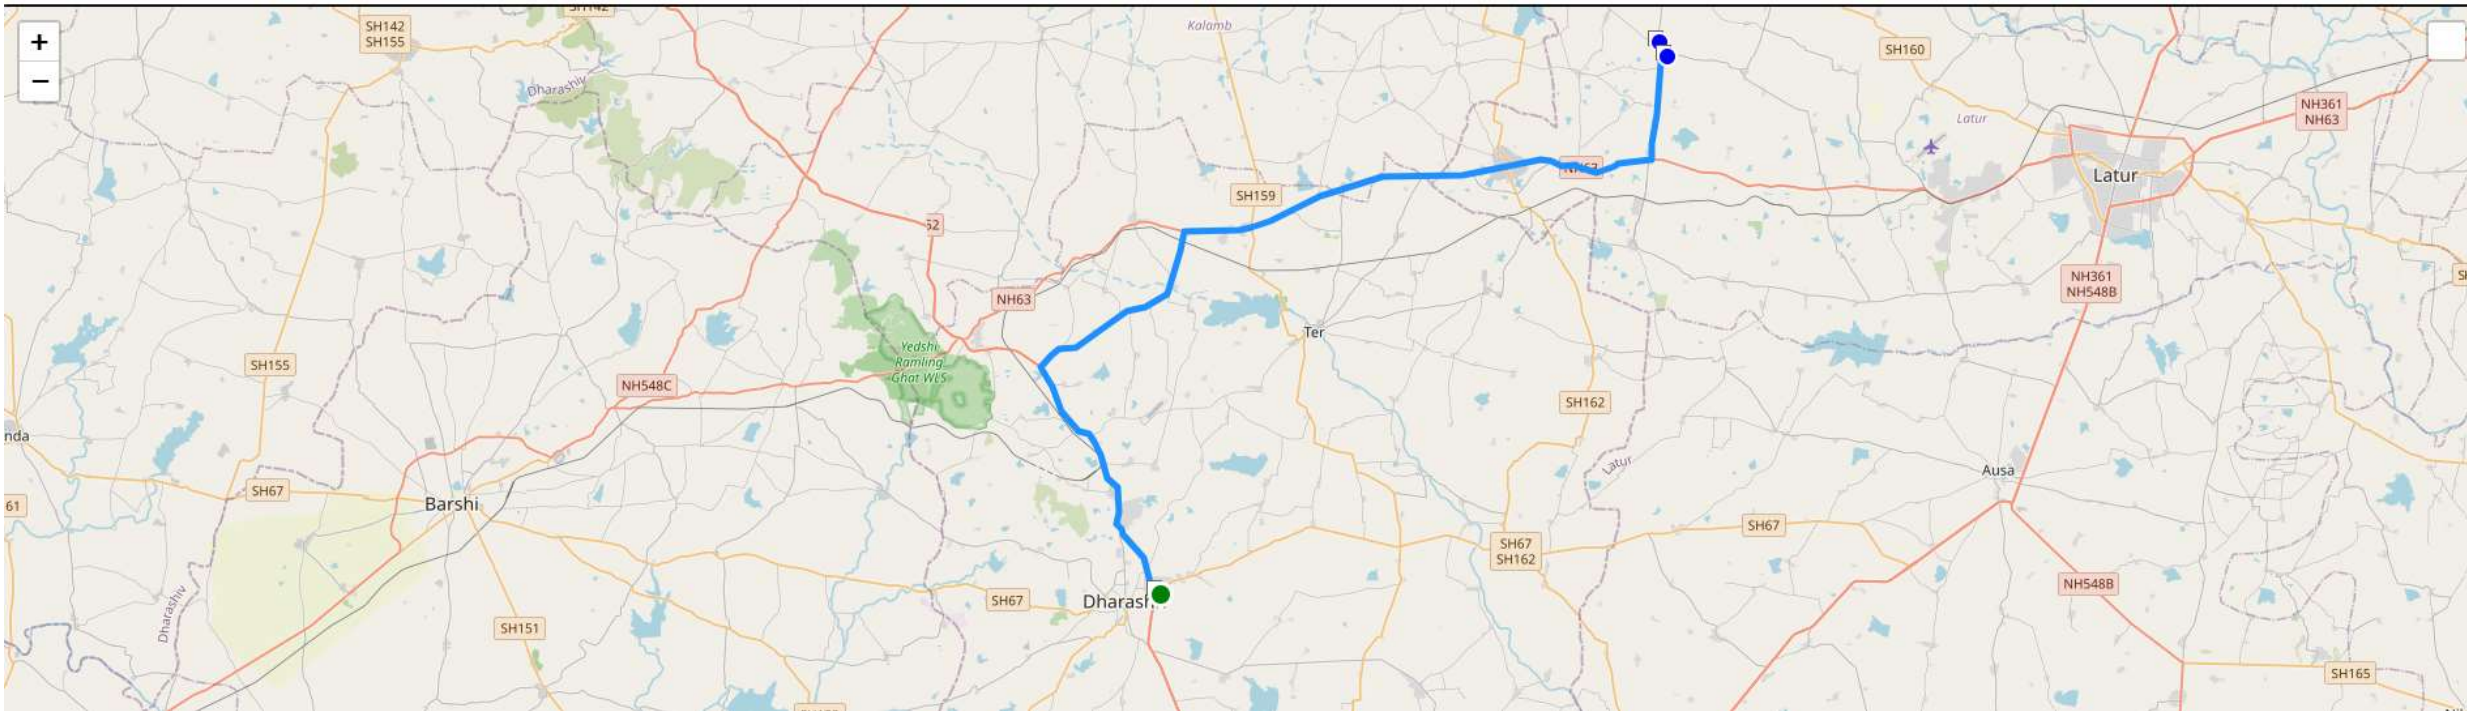 +
−
SH142
SH155
Kalamb
SH160
Dharashiv
NH361
NH63
Latur
Latur
SH159
NH63
NH361
NH548B
Ter
Yedshi
Ramling
Ghat WLS
SH155
NH548C
SH162
Latur
Ausa
SH67
61
Barshi
SH67
SH67
SH162
NH548B
SH67
Dharashiv
SH151
SH165